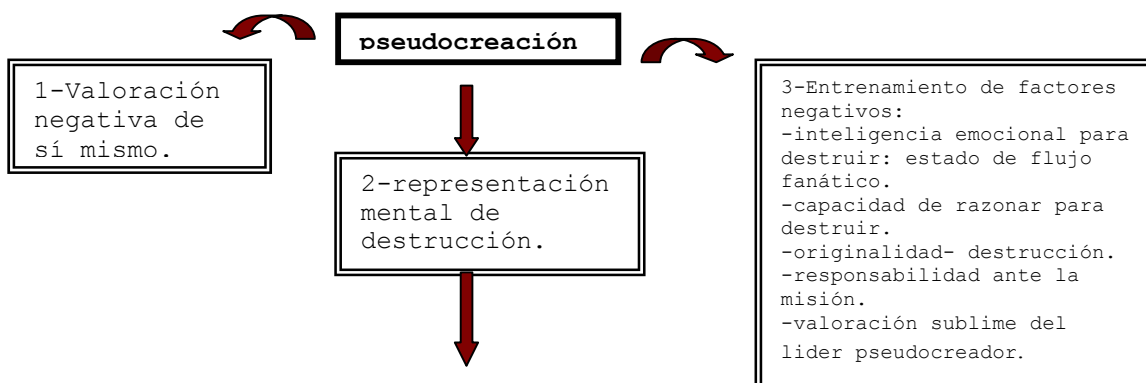 pseudocreación
1-Valoración
negativa de
sí mismo.
2-representación
mental de
destrucción.
3-Entrenamiento de factores
negativos:
-inteligencia emocional para
destruir: estado de flujo
fanático.
-capacidad de razonar para
destruir.
-originalidad- destrucción.
-responsabilidad ante la
misión.
-valoración sublime del
lider pseudocreador.